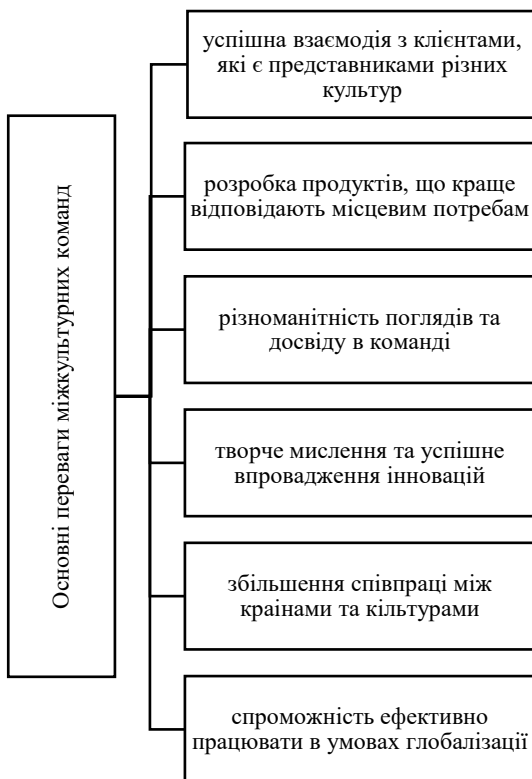 Основні переваги міжкультурних команд
успішна взаємодія з клієнтами,
які є представниками різних
культур
розробка продуктів, що краще
відповідають місцевим потребам
різноманітність поглядів та
досвіду в команді
творче мислення та успішне
впровадження інновацій
збільшення співпраці між
країнами та кільтурами
спроможність ефективно
працювати в умовах глобалізації